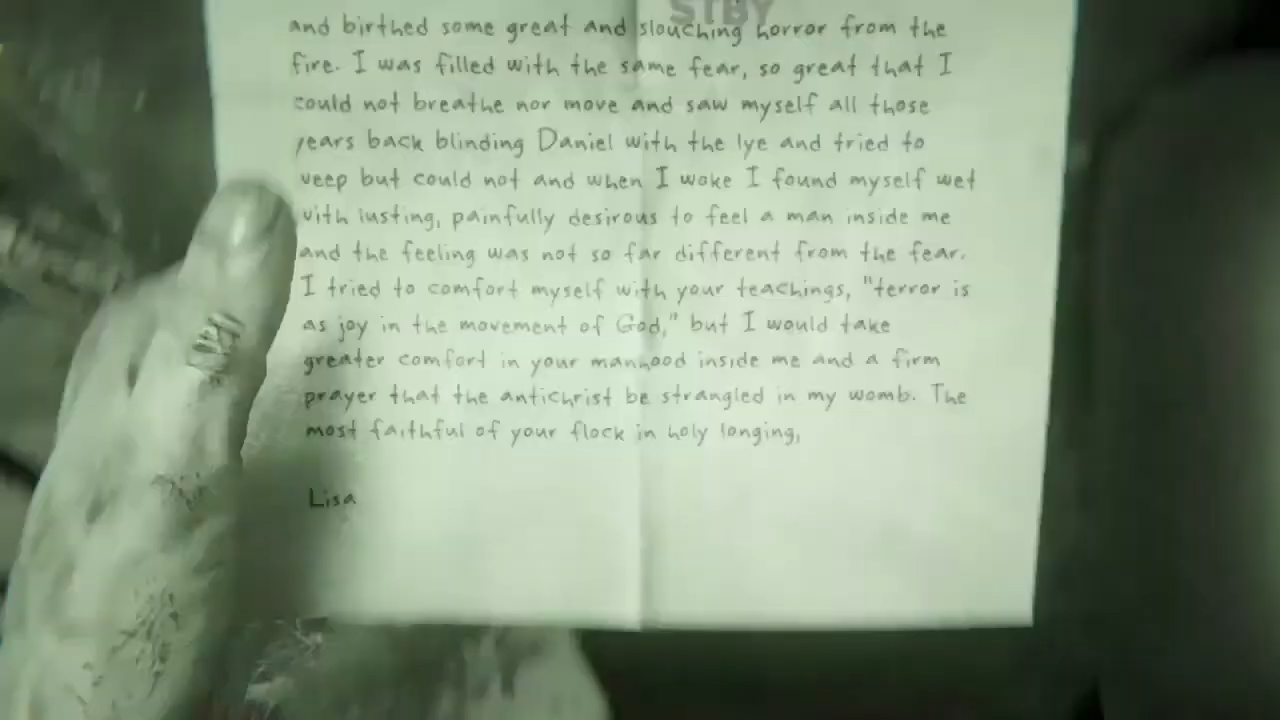 STBY
and birthed some great and slouching horror from the
fire. I was filled with the same fear, so great that I
could not breathe nor move and saw myself all those
years back blinding Daniel with the lye and tried to
weep but could not and when I woke I found myself wet
with lusting, painfully desirous to feel a man inside me
and the feeling was not so far different from the fear.
I tried to comfort myself with your teachings, "terror is
as joy in the movement of God," but I would take
greater comfort in your manhood inside me and a firm
prayer that the antichrist be strangled in my womb. The
most faithful of your flock in holy longing,
Lisa